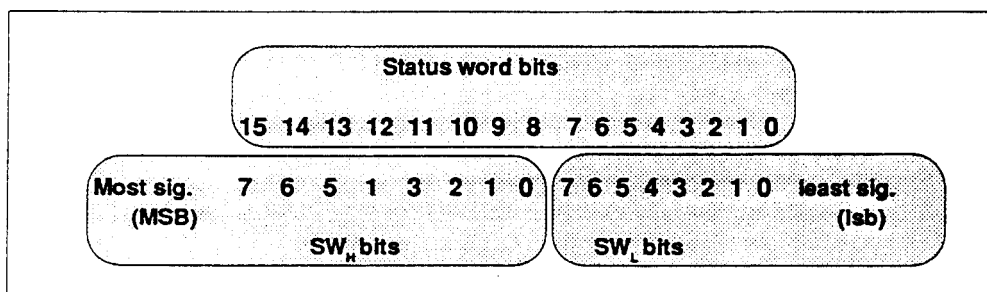 Status word bits
15 14 13 12 11 10 9 8 7 6 5 4 3 2 1 0
Most sig. 7 6 5 1 3 2 1 0 7 6 5 4 3 2 1 0 least sig.
(MSB) (lsb)
SWH bits SWL bits